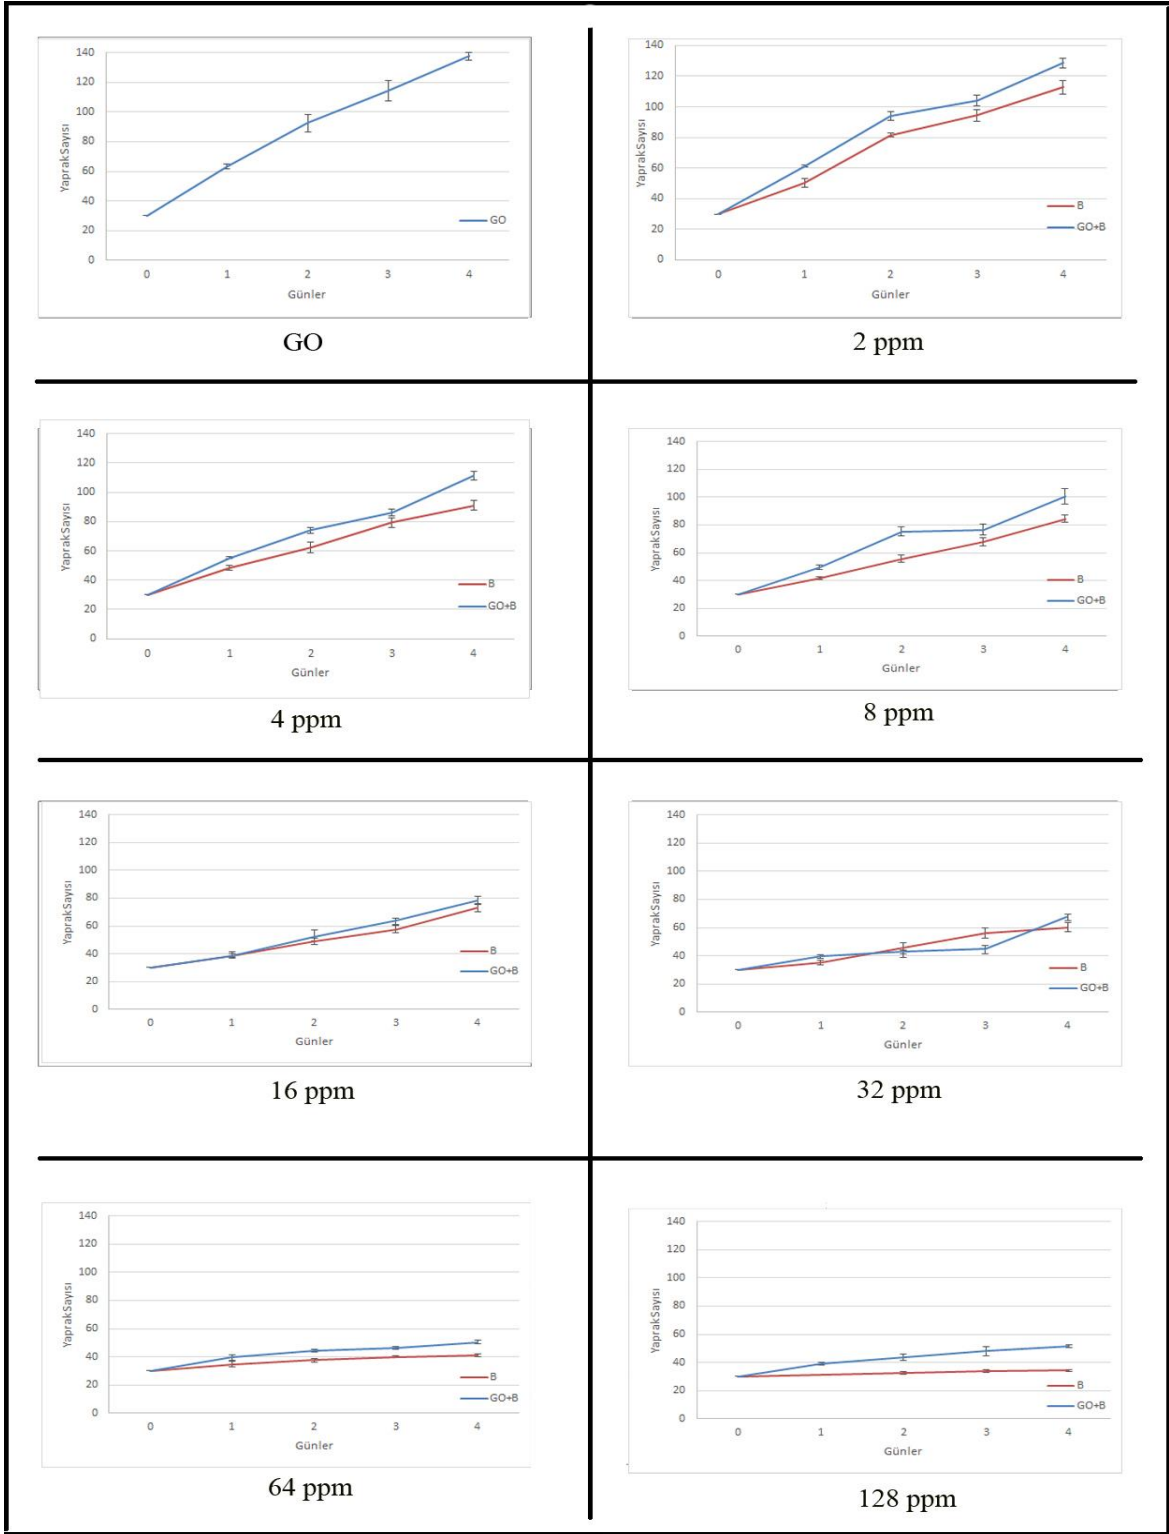 140
120
100
80
60
40
20
0
YaprakSayısı
GO
0 1 2 3 4
Günler
GO
140
120
100
80
60
40
20
0
YaprakSayısı
B
GO+B
0 1 2 3 4
Günler
2 ppm
140
120
100
80
60
40
20
0
YaprakSayısı
B
GO+B
0 1 2 3 4
Günler
4 ppm
140
120
100
80
60
40
20
0
YaprakSayısı
B
GO+B
0 1 2 3 4
Günler
8 ppm
140
120
100
80
60
40
20
0
YaprakSayısı
B
GO+B
0 1 2 3 4
Günler
16 ppm
140
120
100
80
60
40
20
0
YaprakSayısı
B
GO+B
0 1 2 3 4
Günler
32 ppm
140
120
100
80
60
40
20
0
YaprakSayısı
B
GO+B
0 1 2 3 4
Günler
64 ppm
140
120
100
80
60
40
20
0
YaprakSayısı
B
GO+B
0 1 2 3 4
Günler
128 ppm